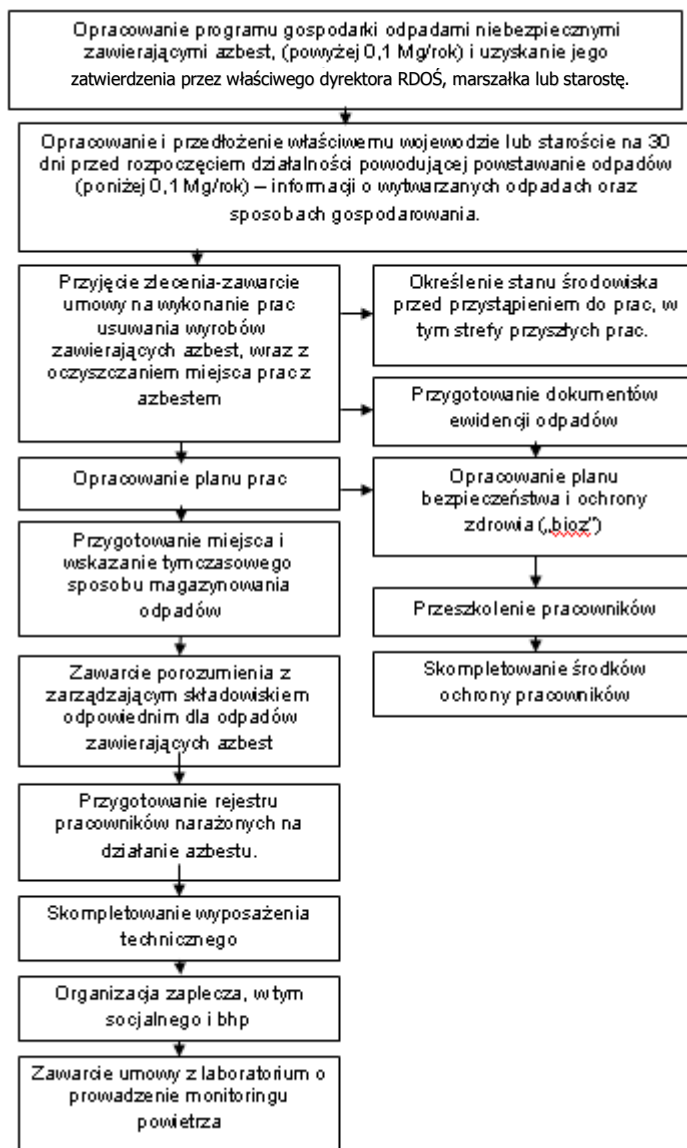 Opracowanie programu gospodarki odpadami niebezpiecznymi
zawierającymi azbest, (powyżej 0,1 Mg/rok) i uzyskanie jego
zatwierdzenia przez właściwego dyrektora RDOŚ, marszałka lub starostę.
Opracowanie i przedłożenie właściwemu wojewodzie lub staroście na 30
dni przed rozpoczęciem działalności powodującej powstawanie odpadów
(poniżej 0,1 Mg/rok) – informacji o wytwarzanych odpadach oraz
sposobach gospodarowania.
Przyjęcie zlecenia-zawarcie
umowy na wykonanie prac
usuwania wyrobów
zawierających azbest, wraz z
oczyszczaniem miejsca prac z
azbestem
Określenie stanu środowiska
przed przystąpieniem do prac, w
tym strefy przyszłych prac.
Przygotowanie dokumentów
ewidencji odpadów
Opracowanie planu prac
Opracowanie planu
bezpieczeństwa i ochrony
zdrowia („bioz”)
Przygotowanie miejsca i
wskazanie tymczasowego
sposobu magazynowania
odpadów
Przeszkolenie pracowników
Zawarcie porozumienia z
zarządzającym składowiskiem
odpowiednim dla odpadów
zawierających azbest
Skompletowanie środków
ochrony pracowników
Przygotowanie rejestru
pracowników narażonych na
działanie azbestu.
Skompletowanie wyposażenia
technicznego
Organizacja zaplecza, w tym
socjalnego i bhp
Zawarcie umowy z laboratorium o
prowadzenie monitoringu
powietrza